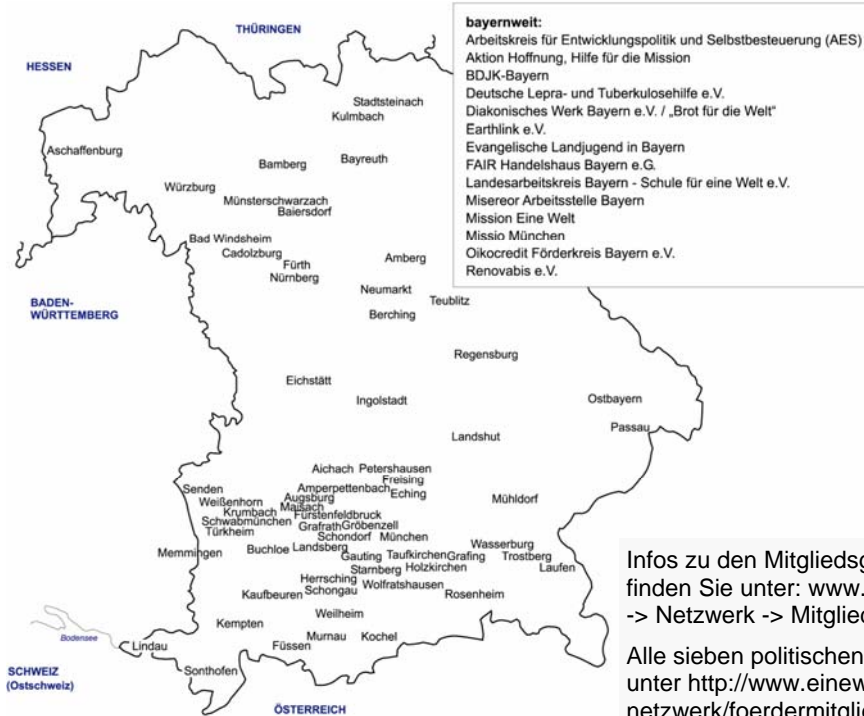 THÜRINGEN
HESSEN
bayernweit:
Arbeitskreis für Entwicklungspolitik und Selbstbesteuerung (AES)
Aktion Hoffnung, Hilfe für die Mission
BDJK-Bayern
Deutsche Lepra- und Tuberkulosehilfe e.V.
Diakonisches Werk Bayern e.V. / „Brot für die Welt"
Earthlink e.V.
Evangelische Landjugend in Bayern
FAIR Handelshaus Bayern e.G.
Landesarbeitskreis Bayern - Schule für eine Welt e.V.
Misereor Arbeitsstelle Bayern
Mission Eine Welt
Missio München
Oikocredit Förderkreis Bayern e.V.
Renovabis e.V.
Stadtsteinach
Kulmbach
Aschaffenburg
Bamberg
Bayreuth
Würzburg
Münsterschwarzach
Baiersdorf
Bad Windsheim
Cadolzburg
Fürth
Nürnberg
Amberg
Neumarkt
Teublitz
Berching
BADEN-
WÜRTTEMBERG
Regensburg
Eichstätt
Ingolstadt
Ostbayern
Passau
Landshut
Aichach
Petershausen
Freising
Senden
Amperpettenbach
Eching
Augsburg
Mühldorf
Weißenhorn
Maisach
Krumbach
Fürstenfeldbruck
Schwabmünchen
Grafrath
Gröbenzell
Türkheim
Schondorf
München
Memmingen
Buchloe
Landsberg
Wasserburg
Gauting
Taufkirchen
Grafing
Trostberg
Starnberg
Holzkirchen
Laufen
Herrsching
Wolfratshausen
Kaufbeuren
Schongau
Rosenheim
Weilheim
Kempten
Murnau
Kochel
Bodensee
Lindau
Füssen
Sonthofen
SCHWEIZ
(Ostschweiz)
ÖSTERREICH
Infos zu den Mitglieds
finden Sie unter: www.
-> Netzwerk -> Mitglied
Alle sieben politischen
unter http://www.einew
netzwerk/foerdermitglie